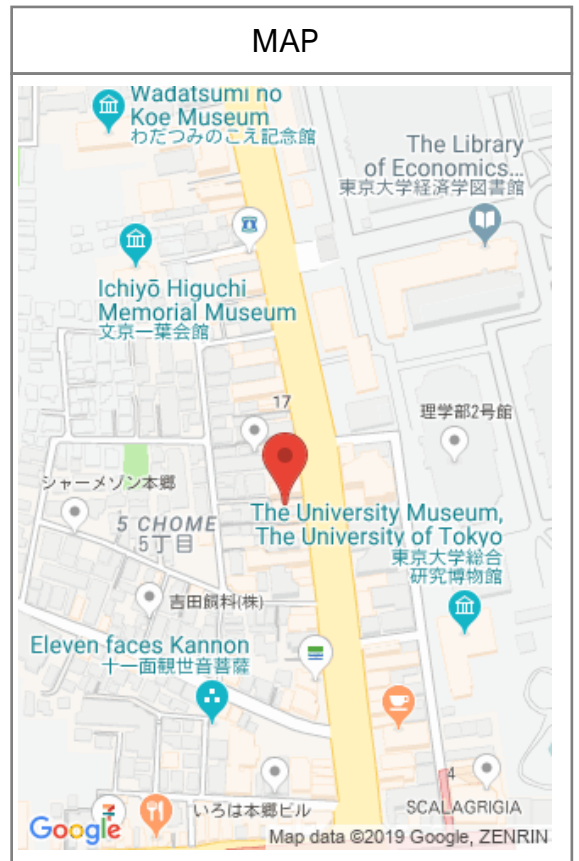 MAP
Wadatsumi no
Koe Museum
わだつみのこえ記念館
The Library
of Economics...
東京大学経済学図書館
Ichiyō Higuchi
Memorial Museum
文京一葉会館
17
理学部2号館
シャーメゾン本郷
5 CHOME
5丁目
The University Museum,
The University of Tokyo
東京大学総合
研究博物館
吉田飼料(株)
Eleven faces Kannon
十一面観世音菩薩
4
いろは本郷ビル
SCALAGRIGIA
Google
Map data ©2019 Google, ZENRIN